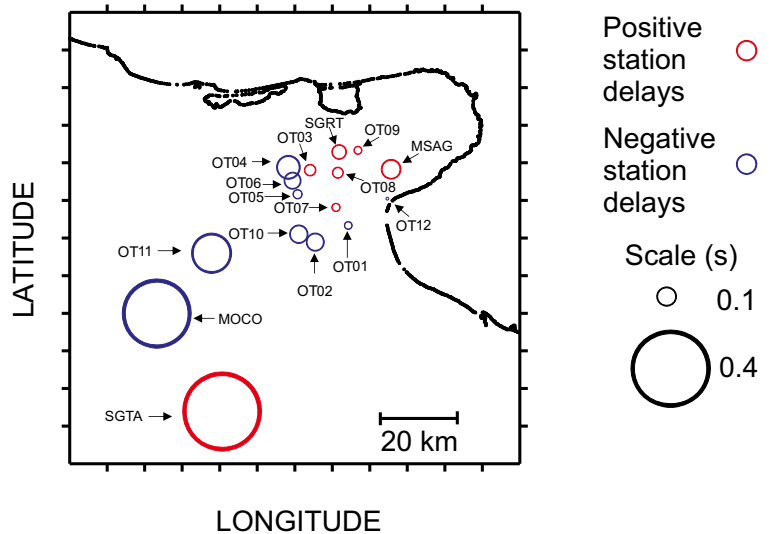 Positive
station
delays
Negative
station
delays
Scale (s)
0.1
0.4
SGRT
OT09
OT03
MSAG
OT04
OT06
OT08
OT05
OT07
OT12
OT10
OT01
OT11
OT02
MOCO
SGTA
20 km
LATITUDE
LONGITUDE